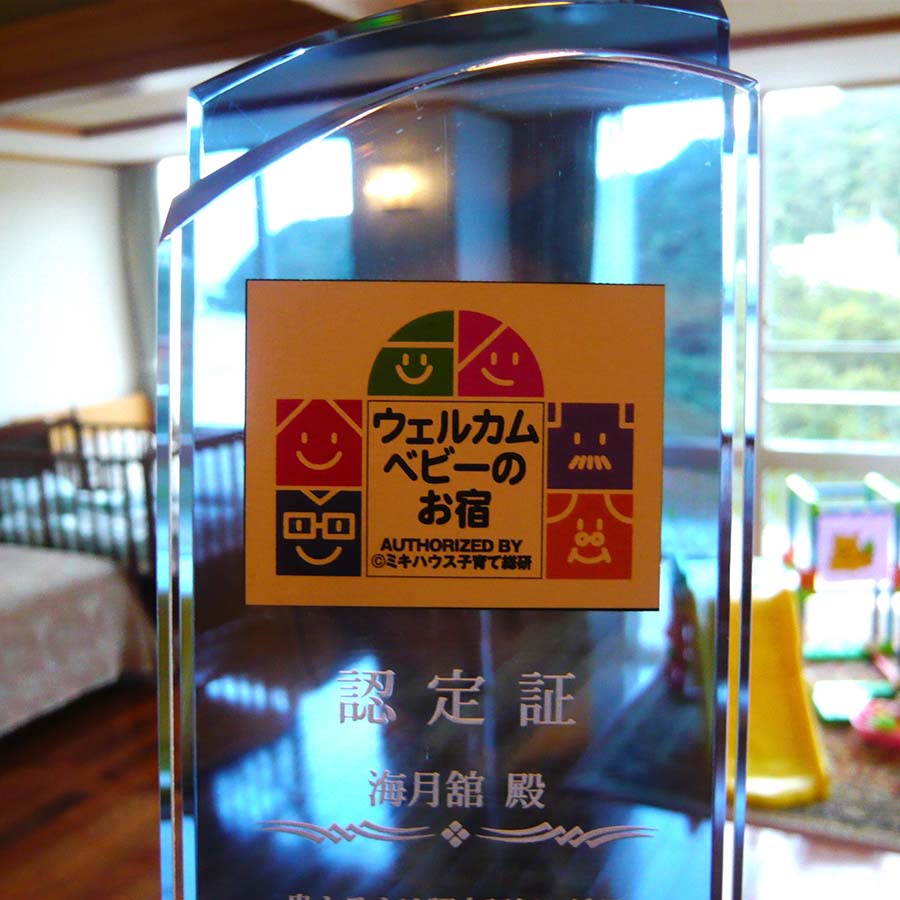 ウェルカム
ベビーの
お宿
AUTHORIZED BY
©ミキハウス子育て総研
認定証
海月舘 殿